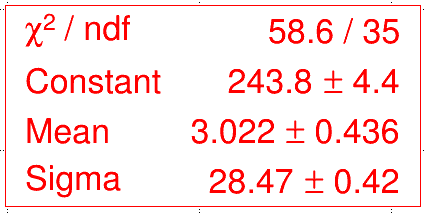 χ² / ndf 58.6 / 35
Constant 243.8 ± 4.4
Mean 3.022 ± 0.436
Sigma 28.47 ± 0.42